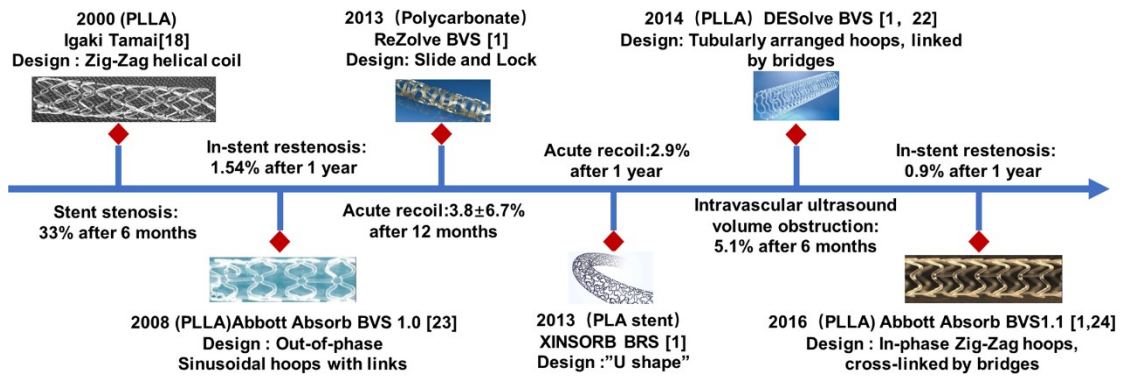 2000 (PLLA)
Igaki Tamai[18]
Design : Zig-Zag helical coil
2013（Polycarbonate）
ReZolve BVS [1]
Design: Slide and Lock
2014（PLLA） DESolve BVS [1， 22]
Design: Tubularly arranged hoops, linked
by bridges
In-stent restenosis:
1.54% after 1 year
Acute recoil:2.9%
after 1 year
In-stent restenosis:
0.9% after 1 year
Stent stenosis:
33% after 6 months
Acute recoil:3.8±6.7%
after 12 months
Intravascular ultrasound
volume obstruction:
5.1% after 6 months
2008 (PLLA)Abbott Absorb BVS 1.0 [23]
Design : Out-of-phase
Sinusoidal hoops with links
2013（PLA stent）
XINSORB BRS [1]
Design :”U shape”
2016（PLLA）Abbott Absorb BVS1.1 [1,24]
Design : In-phase Zig-Zag hoops,
cross-linked by bridges